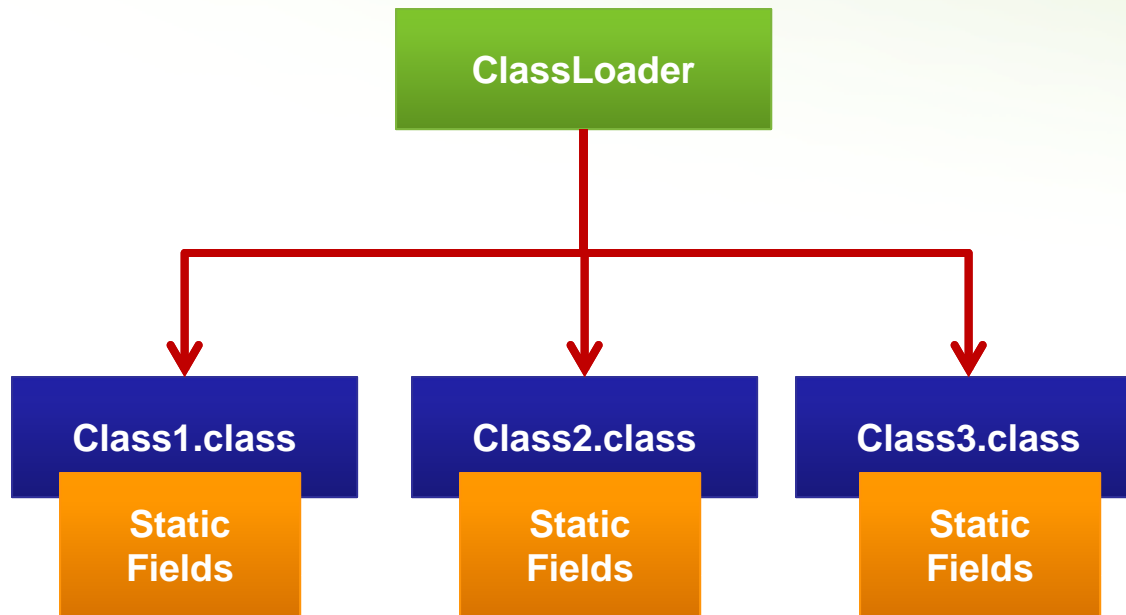 ClassLoader
Class1.class
Class2.class
Class3.class
Static
Fields
Static
Fields
Static
Fields